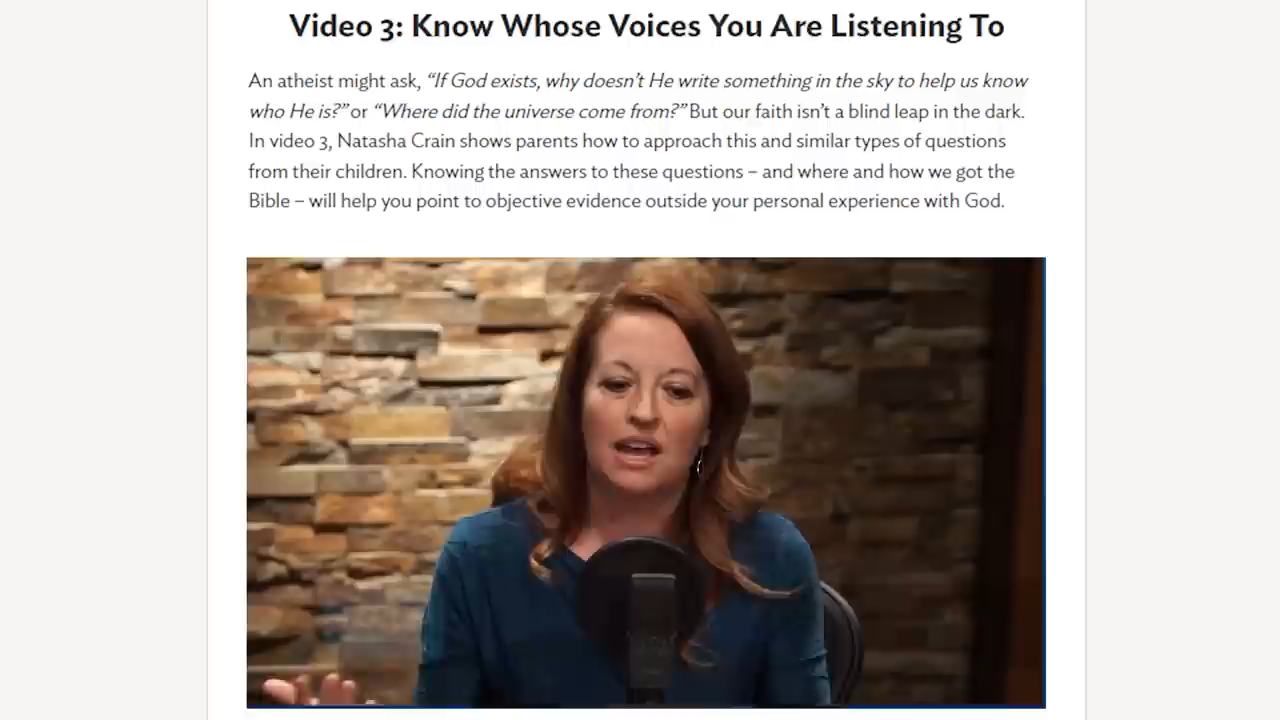 Video 3: Know Whose Voices You Are Listening To
An atheist might ask, “If God exists, why doesn’t He write something in the sky to help us know
who He is?” or “Where did the universe come from?” But our faith isn’t a blind leap in the dark.
In video 3, Natasha Crain shows parents how to approach this and similar types of questions
from their children. Knowing the answers to these questions – and where and how we got the
Bible – will help you point to objective evidence outside your personal experience with God.